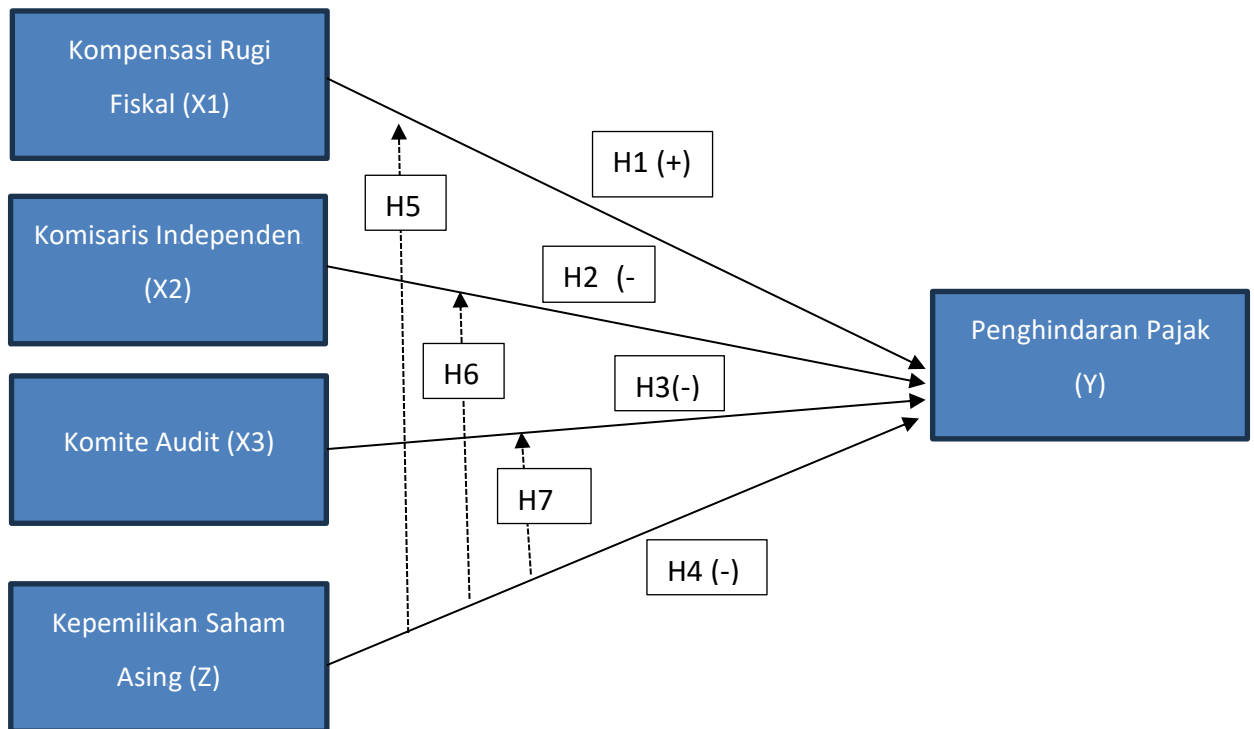 Kompensasi Rugi
Fiskal (X1)
H1 (+)
H5
Komisaris Independen
(X2)
H2 (-
Penghindaran Pajak
(Y)
H6
H3(-)
Komite Audit (X3)
H7
H4 (-)
Kepemilikan Saham
Asing (Z)